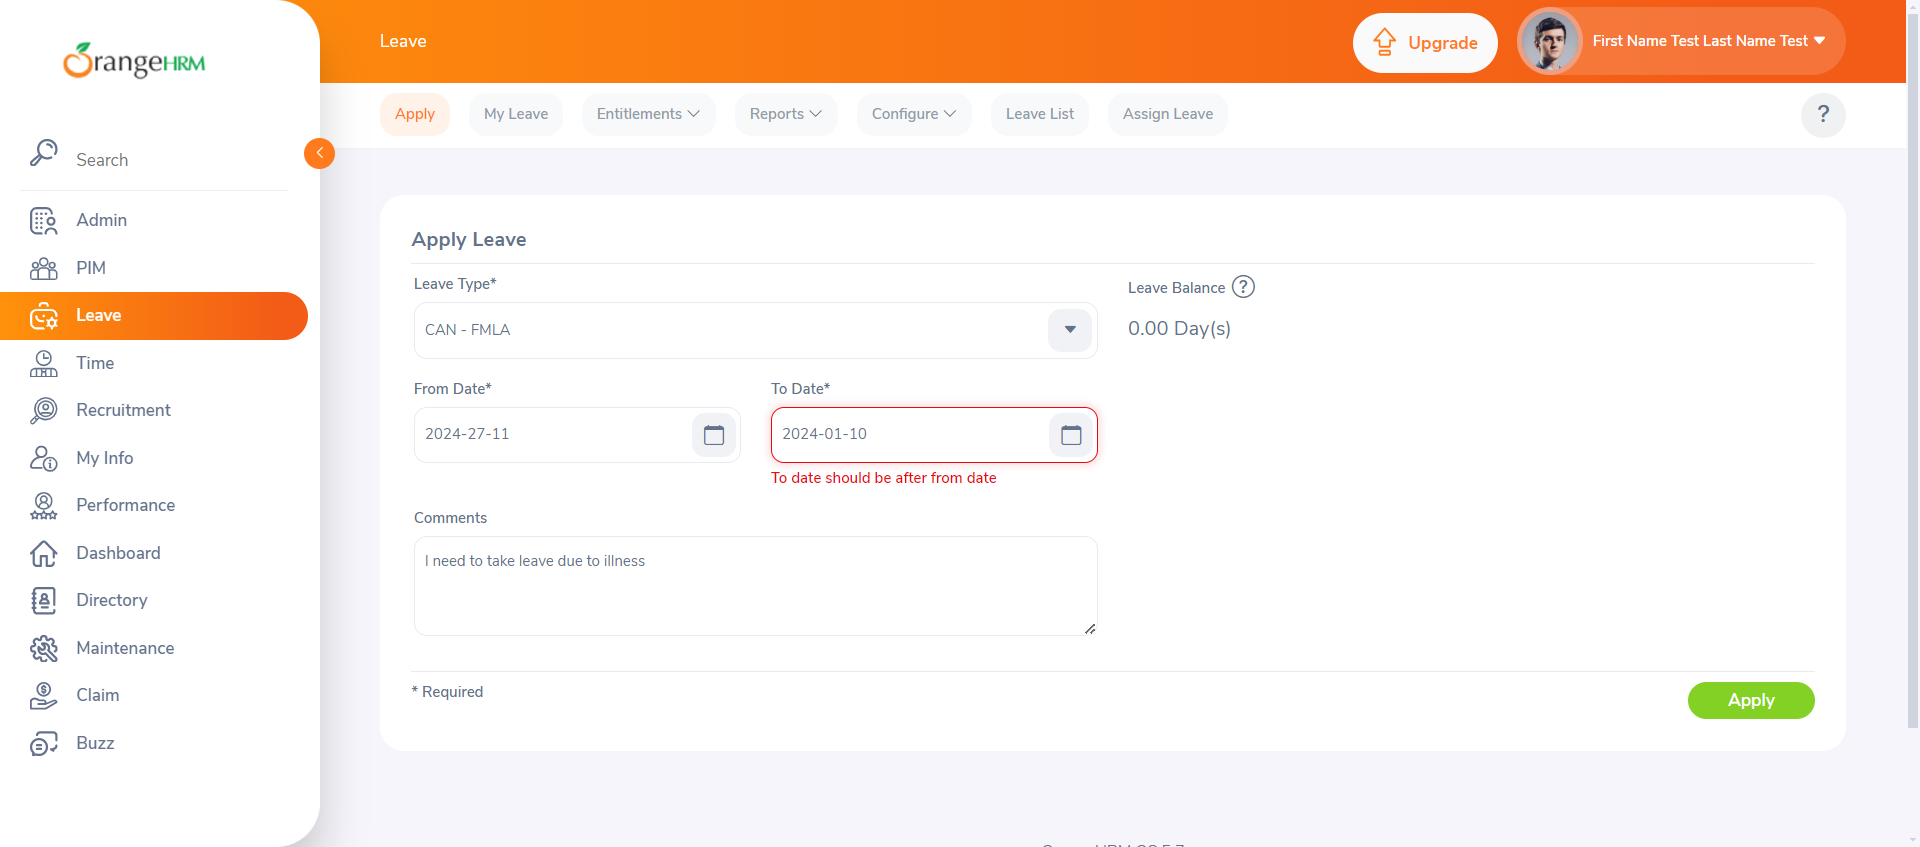 OrangeHRM
Search
Admin
PIM
Leave
Time
Recruitment
My Info
Performance
Dashboard
Directory
Maintenance
Claim
Buzz
Leave
Upgrade
First Name Test Last Name Test
Apply
My Leave
Entitlements
Reports
Configure
Leave List
Assign Leave
?
Apply Leave
Leave Type*
CAN - FMLA
Leave Balance ?
0.00 Day(s)
From Date*
2024-27-11
To Date*
2024-01-10
To date should be after from date
Comments
I need to take leave due to illness
* Required
Apply